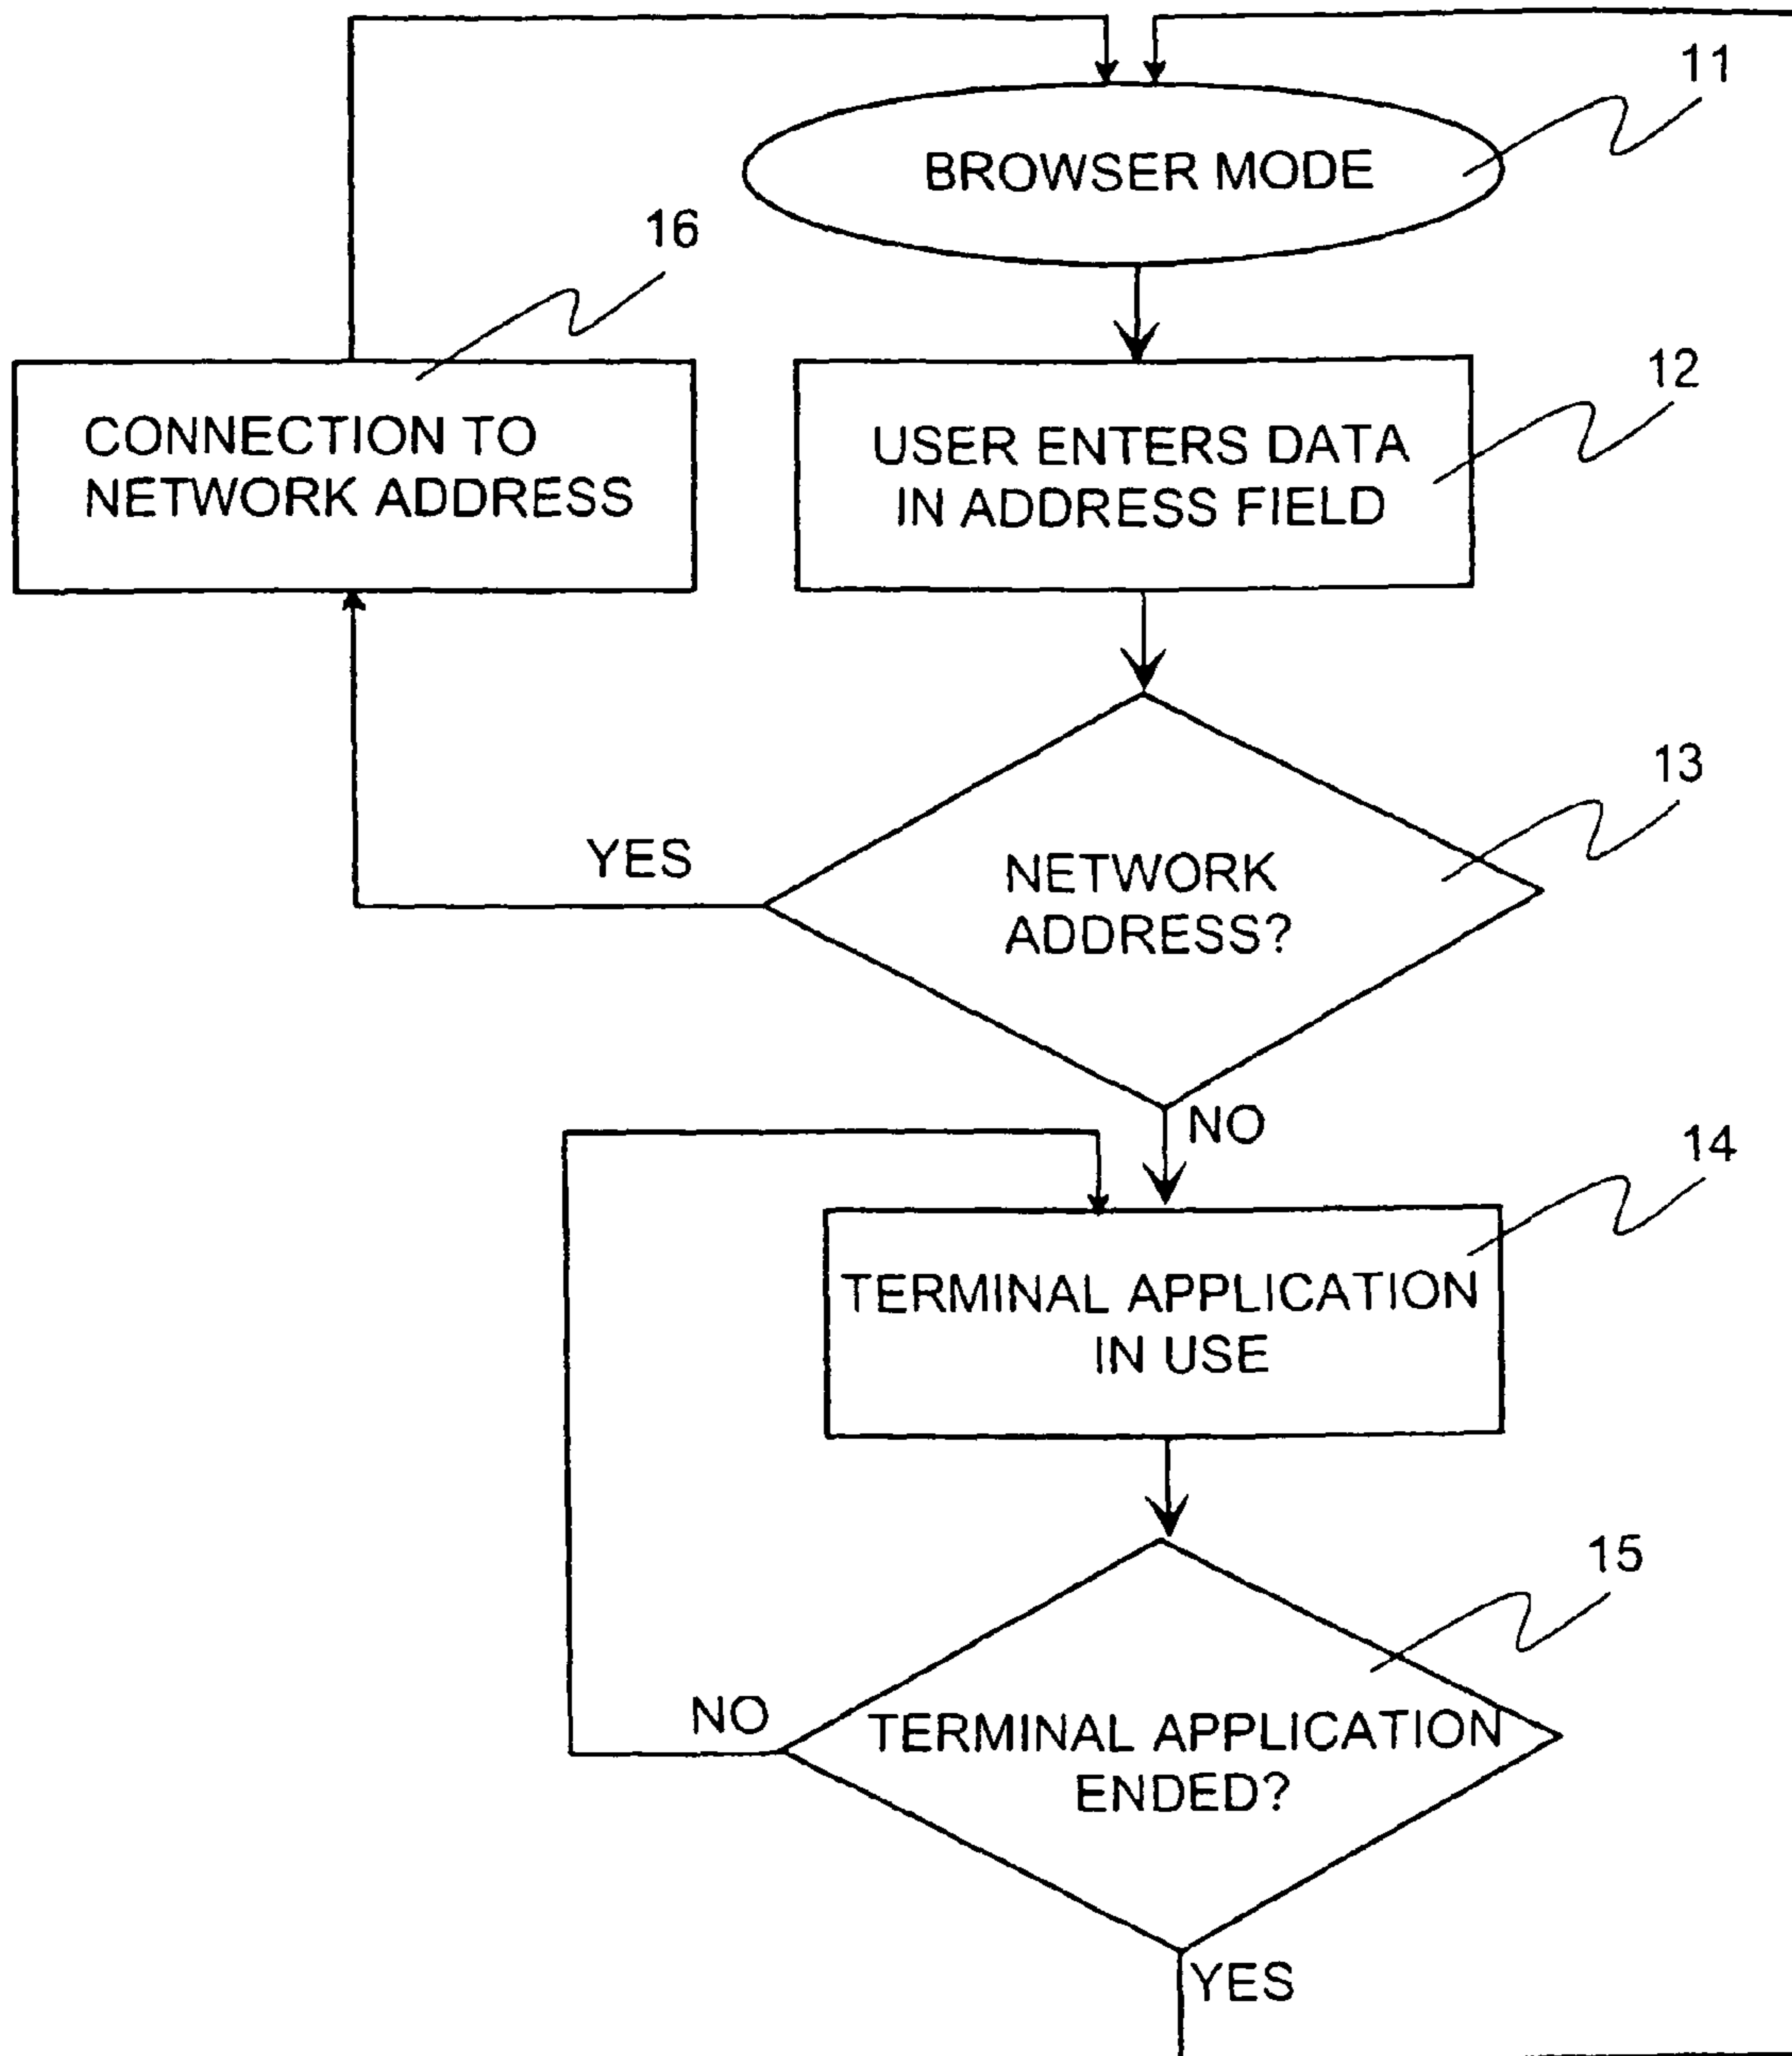 11
BROWSER MODE
16
CONNECTION TO
NETWORK ADDRESS
12
USER ENTERS DATA
IN ADDRESS FIELD
13
YES
NETWORK
ADDRESS?
NO
14
TERMINAL APPLICATION
IN USE
15
NO
TERMINAL APPLICATION
ENDED?
YES